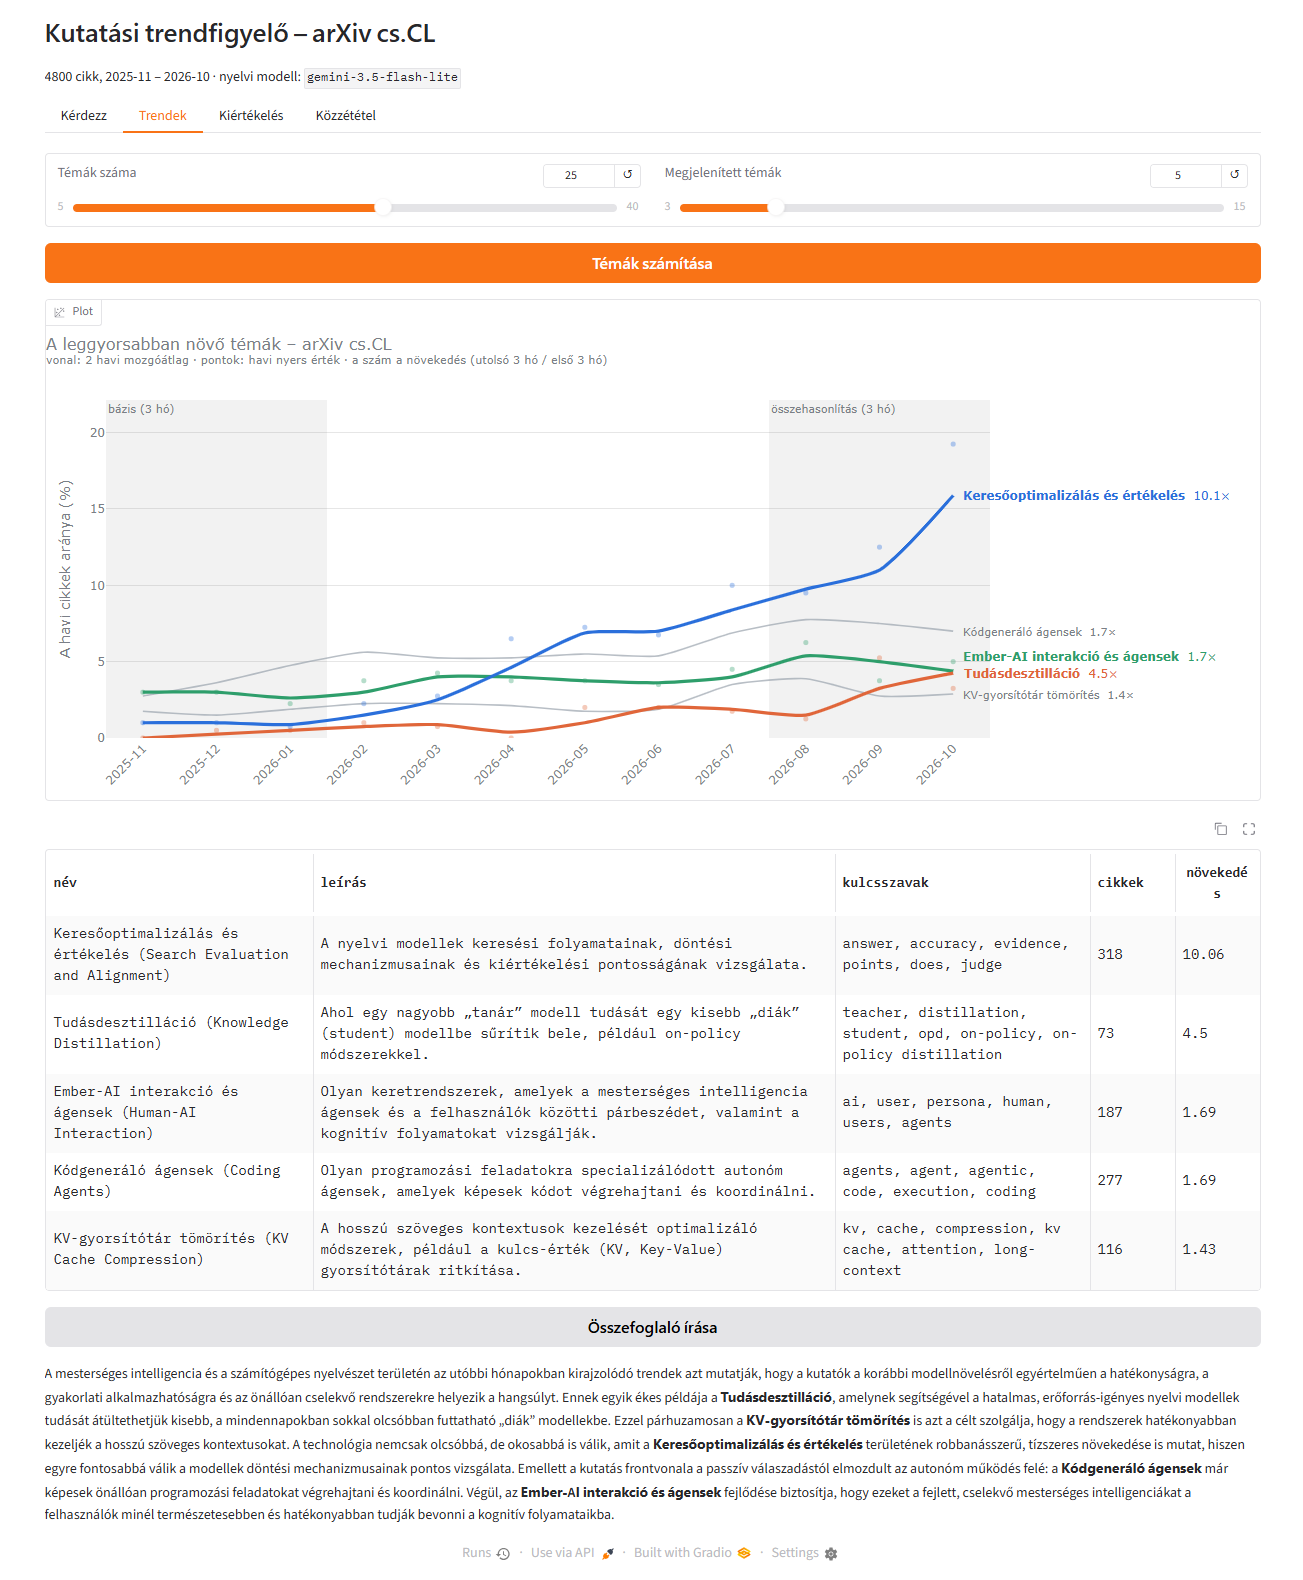 Kutatási trendfigyelő – arXiv cs.CL
4800 cikk, 2025-11 – 2026-10 · nyelvi modell: gemini-3.5-flash-lite
Kérdezz Trendek Kiértékelés Közzététel
Témák száma 25 ↺
5 40
Megjelenített témák 5 ↺
3 15
Témák számítása
Plot
A leggyorsabban növő témák – arXiv cs.CL
vonal: 2 havi mozgóátlag · pontok: havi nyers érték · a szám a növekedés (utolsó 3 hó / első 3 hó)
bázis (3 hó)
összehasonlítás (3 hó)
A havi cikkek aránya (%)
20
15
10
5
0
Keresőoptimalizálás és értékelés 10.1×
Kódgeneráló ágensek 1.7×
Ember-AI interakció és ágensek 1.7×
Tudásdesztilláció 4.5×
KV-gyorsítótár tömörítés 1.4×
2025-11 2025-12 2026-01 2026-02 2026-03 2026-04 2026-05 2026-06 2026-07 2026-08 2026-09 2026-10
név leírás kulcsszavak cikkek növekedé
s
Keresőoptimalizálás és
értékelés (Search Evaluation
and Alignment)
A nyelvi modellek keresési folyamatainak, döntési
mechanizmusainak és kiértékelési pontosságának vizsgálata.
answer, accuracy, evidence,
points, does, judge
318
10.06
Tudásdesztilláció (Knowledge
Distillation)
Ahol egy nagyobb „tanár” modell tudását egy kisebb „diák”
(student) modellbe sűrítik bele, például on-policy
módszerekkel.
teacher, distillation,
student, opd, on-policy, on-
policy distillation
73
4.5
Ember-AI interakció és
ágensek (Human-AI
Interaction)
Olyan keretrendszerek, amelyek a mesterséges intelligencia
ágensek és a felhasználók közötti párbeszédet, valamint a
kognitív folyamatokat vizsgálják.
ai, user, persona, human,
users, agents
187
1.69
Kódgeneráló ágensek (Coding
Agents)
Olyan programozási feladatokra specializálódott autonóm
ágensek, amelyek képesek kódot végrehajtani és koordinálni.
agents, agent, agentic,
code, execution, coding
277
1.69
KV-gyorsítótár tömörítés (KV
Cache Compression)
A hosszú szöveges kontextusok kezelését optimalizáló
módszerek, például a kulcs-érték (KV, Key-Value)
gyorsítótárak ritkítása.
kv, cache, compression, kv
cache, attention, long-
context
116
1.43
Összefoglaló írása
A mesterséges intelligencia és a számítógépes nyelvészet területén az utóbbi hónapokban kirajzolódó trendek azt mutatják, hogy a kutatók a korábbi modellnövelésről egyértelműen a hatékonyságra, a
gyakorlati alkalmazhatóságra és az önállóan cselekvő rendszerekre helyezik a hangsúlyt. Ennek egyik ékes példája a Tudásdesztilláció, amelynek segítségével a hatalmas, erőforrás-igényes nyelvi modellek
tudását átültethetjük kisebb, a mindennapokban sokkal olcsóbban futtatható „diák” modellekbe. Ezzel párhuzamosan a KV-gyorsítótár tömörítés is azt a célt szolgálja, hogy a rendszerek hatékonyabban
kezeljék a hosszú szöveges kontextusokat. A technológia nemcsak olcsóbbá, de okosabbá is válik, amit a Keresőoptimalizálás és értékelés területének robbanásszerű, tízszeres növekedése is mutat, hiszen
egyre fontosabbá válik a modellek döntési mechanizmusainak pontos vizsgálata. Emellett a kutatás frontvonala a passzív válaszadástól elmozdult az autonóm működés felé: a Kódgeneráló ágensek már
képesek önállóan programozási feladatokat végrehajtani és koordinálni. Végül, az Ember-AI interakció és ágensek fejlődése biztosítja, hogy ezeket a fejlett, cselekvő mesterséges intelligenciákat a
felhasználók minél természetesebben és hatékonyabban tudják bevonni a kognitív folyamataikba.
Runs · Use via API · Built with Gradio · Settings